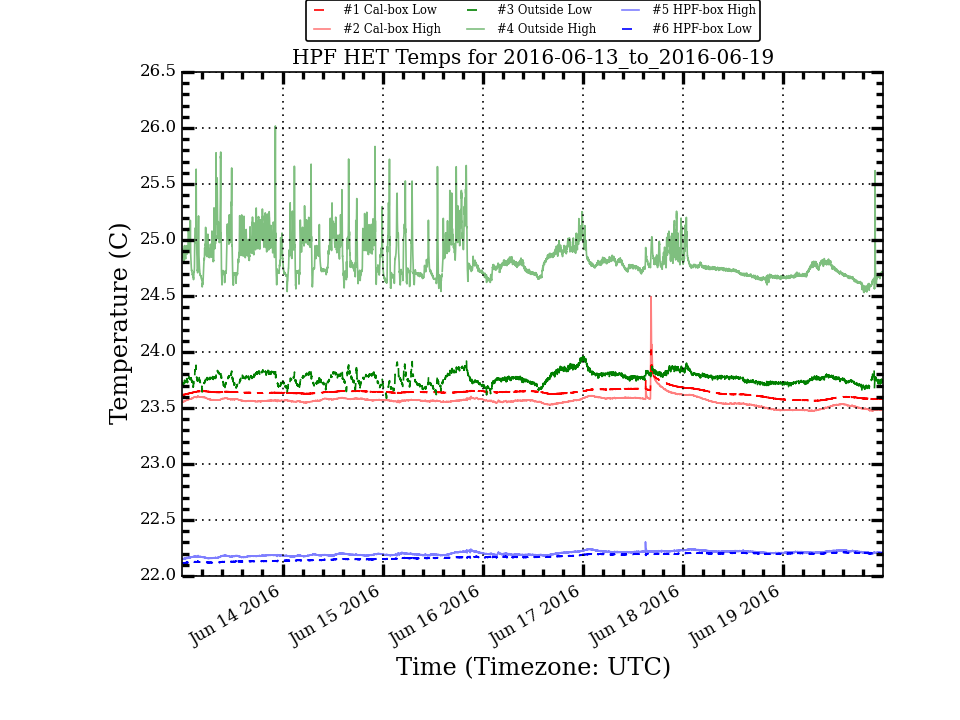 #1 Cal-box Low #3 Outside Low #5 HPF-box High
#2 Cal-box High #4 Outside High #6 HPF-box Low
HPF HET Temps for 2016-06-13_to_2016-06-19
26.5
26.0
25.5
25.0
24.5
24.0
23.5
23.0
22.5
22.0
Temperature (C)
Jun 14 2016
Jun 15 2016
Jun 16 2016
Jun 17 2016
Jun 18 2016
Jun 19 2016
Time (Timezone: UTC)